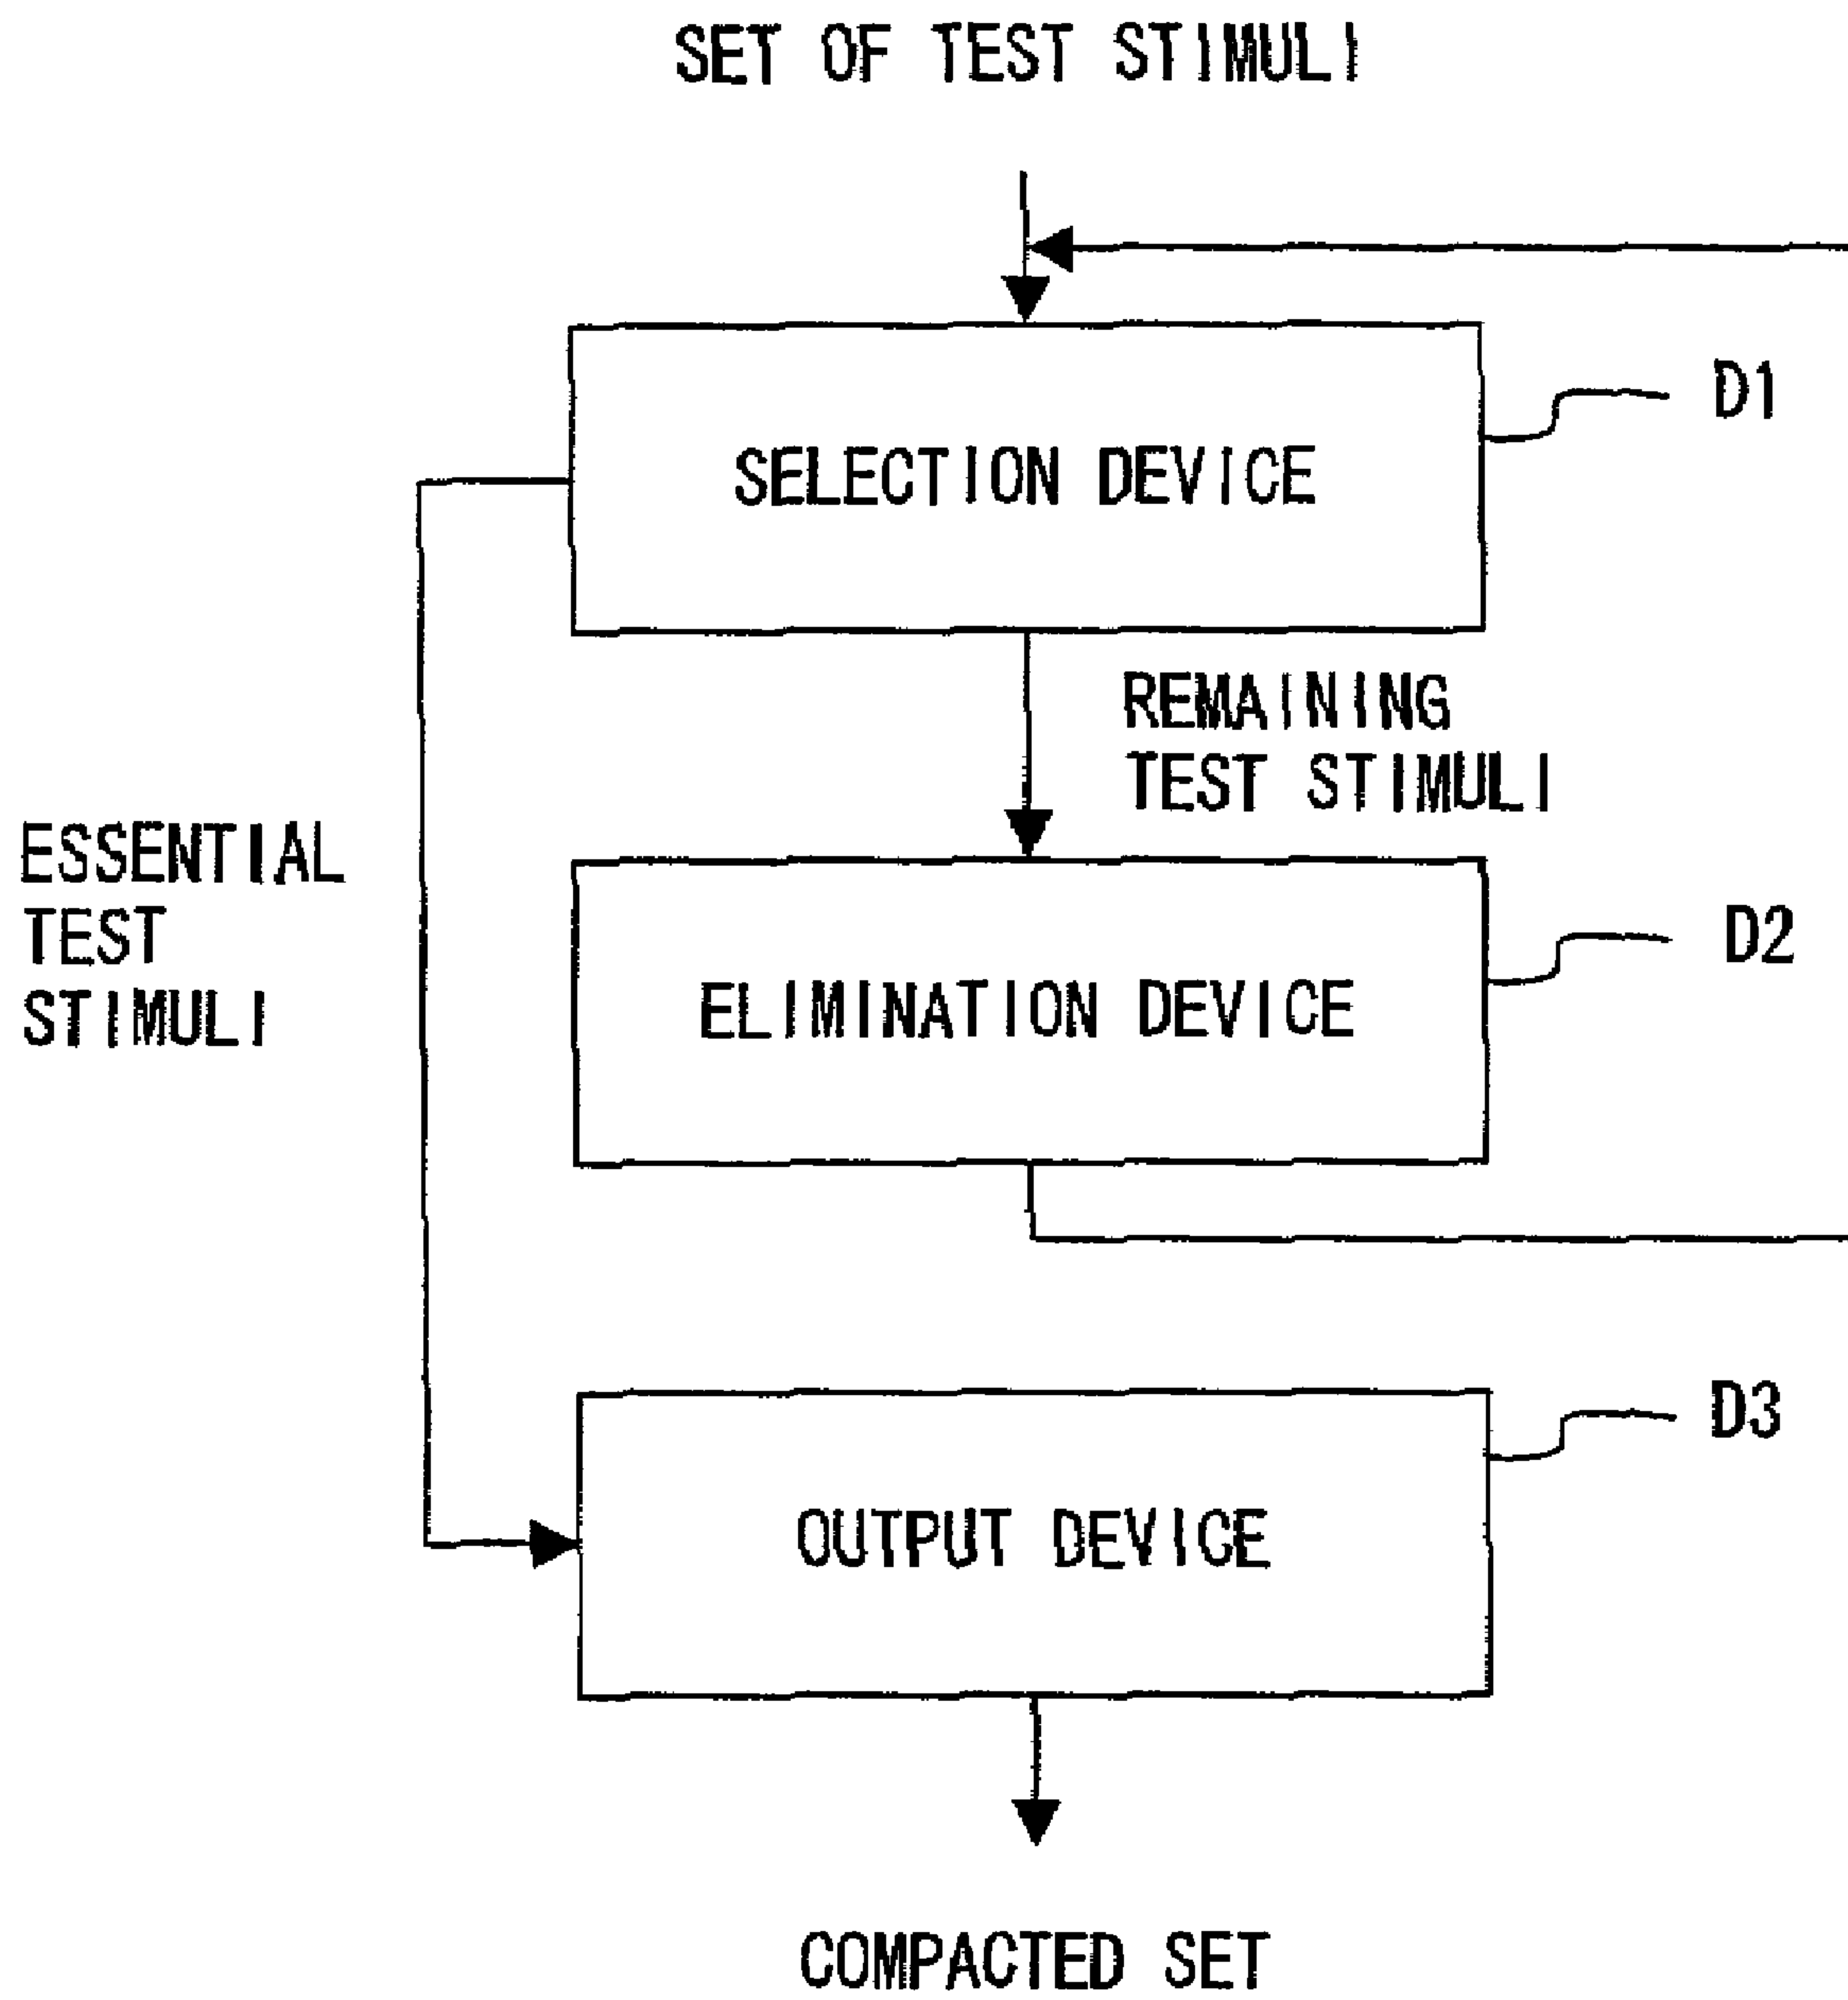 SET OF TEST STIMULI
D1
SELECTION DEVICE
REMAINING
TEST STIMULI
ESSENTIAL
TEST
STIMULI
D2
ELIMINATION DEVICE
D3
OUTPUT DEVICE
COMPACTED SET